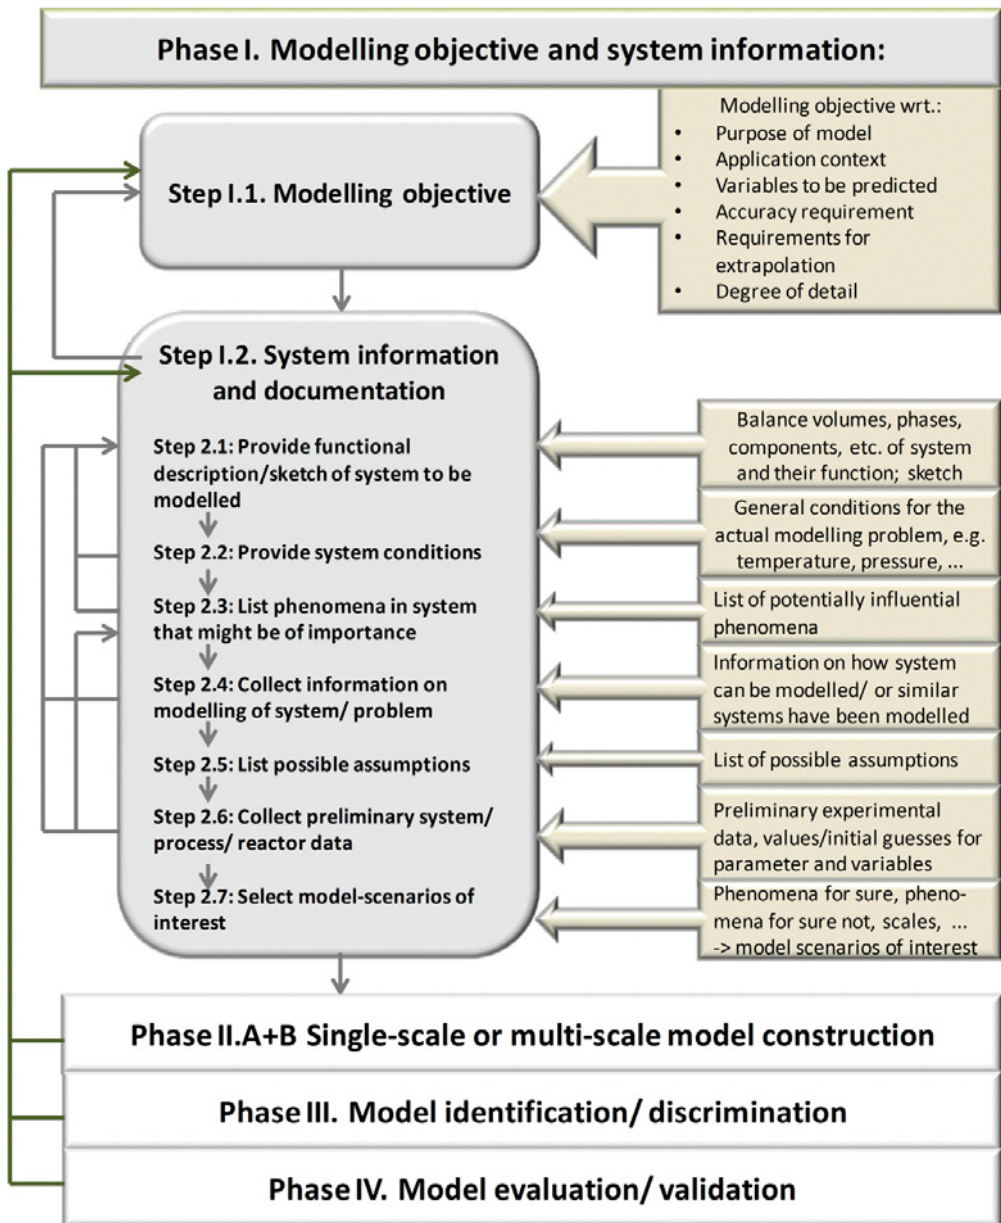 Phase I. Modelling objective and system information:
Modelling objective wrt.:
• Purpose of model
• Application context
• Variables to be predicted
• Accuracy requirement
• Requirements for
extrapolation
• Degree of detail
Step I.1. Modelling objective
Step I.2. System information
and documentation
Step 2.1: Provide functional
description/sketch of system to be
modelled
Step 2.2: Provide system conditions
Step 2.3: List phenomena in system
that might be of importance
Step 2.4: Collect information on
modelling of system/ problem
Step 2.5: List possible assumptions
Step 2.6: Collect preliminary system/
process/ reactor data
Step 2.7: Select model-scenarios of
interest
Balance volumes, phases,
components, etc. of system
and their function; sketch
General conditions for the
actual modelling problem, e.g.
temperature, pressure, ...
List of potentially influential
phenomena
Information on how system
can be modelled/ or similar
systems have been modelled
List of possible assumptions
Preliminary experimental
data, values/initial guesses for
parameter and variables
Phenomena for sure, pheno-
mena for sure not, scales, ...
-> model scenarios of interest
Phase II.A+B Single-scale or multi-scale model construction
Phase III. Model identification/ discrimination
Phase IV. Model evaluation/ validation